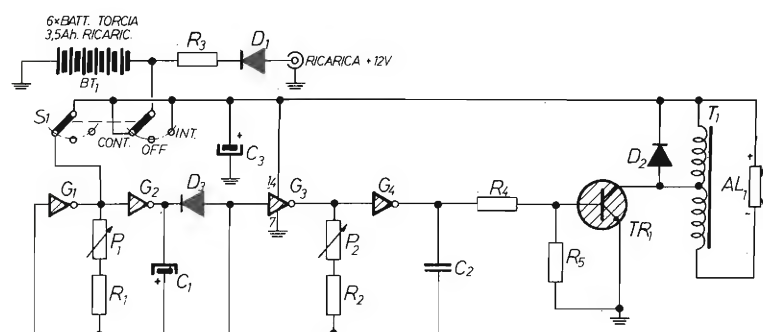 6×BATT. TORCIA
3,5Ah. RICARIC.
BT1
R3
D1
RICARICA +12V
S1
CONT.
OFF
INT.
+
C3
D2
T1
+
AL1
-
G1
G2
D3
14
G3
7
G4
R4
TR1
P1
R1
+
C1
P2
R2
C2
R5